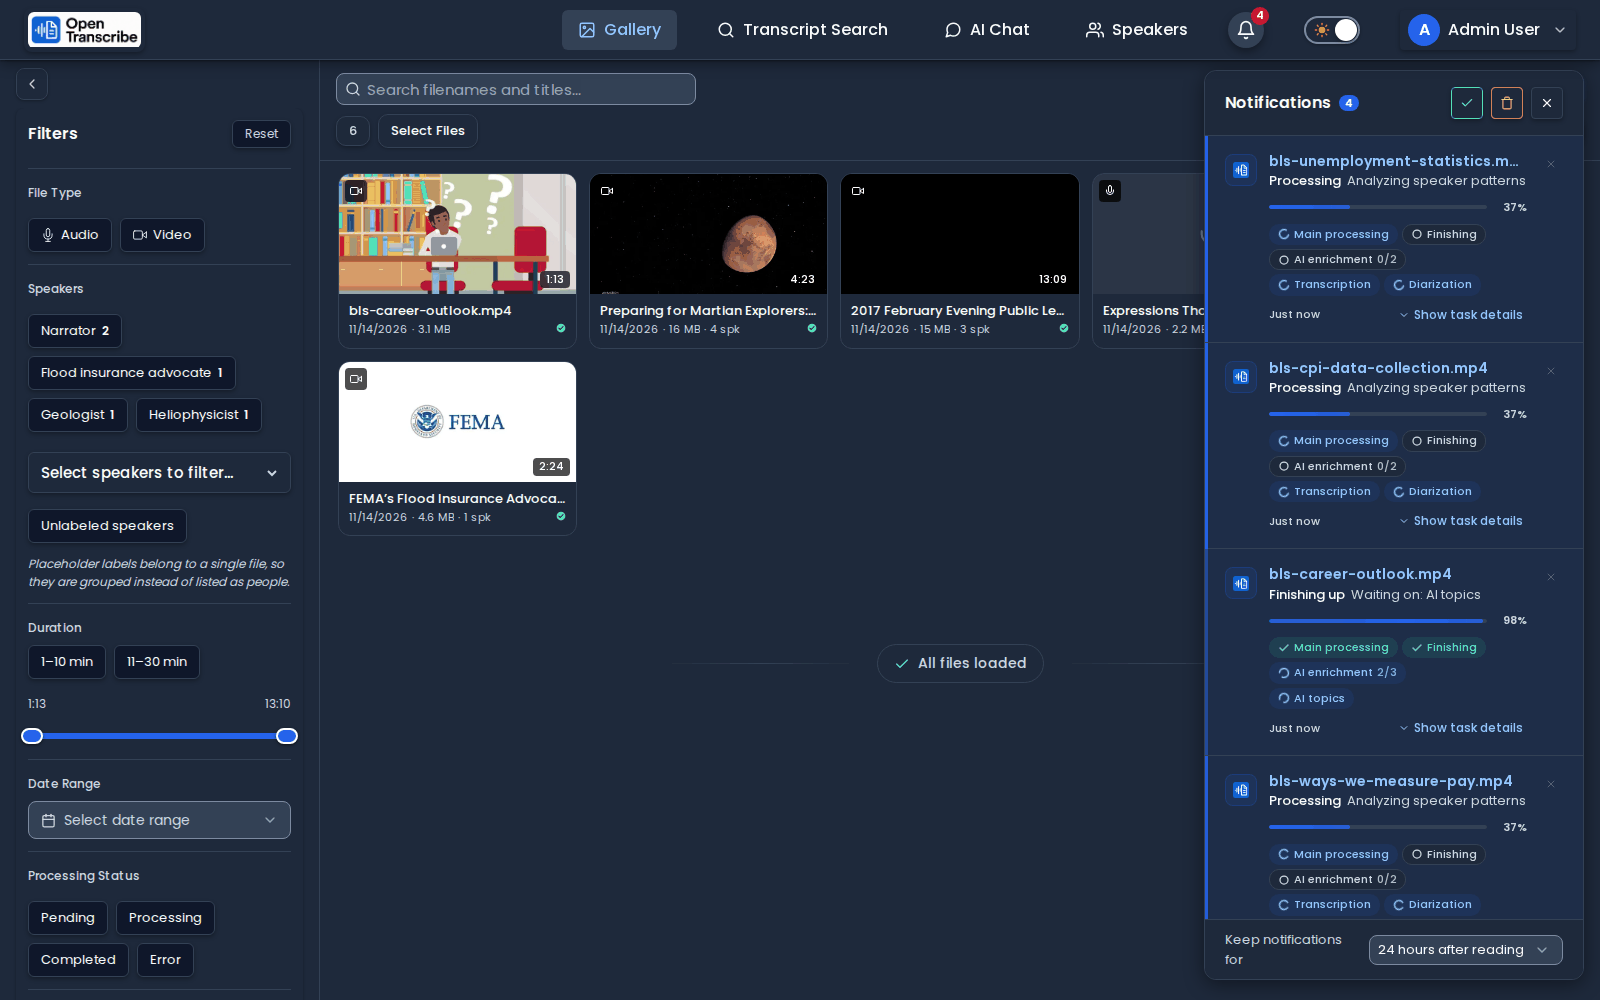 Open
Transcribe
Gallery
Transcript Search
AI Chat
Speakers
4
A
Admin User
Filters
Reset
File Type
Audio
Video
Speakers
Narrator 2
Flood insurance advocate 1
Geologist 1
Heliophysicist 1
Select speakers to filter...
Unlabeled speakers
Placeholder labels belong to a single file, so
they are grouped instead of listed as people.
Duration
1–10 min
11–30 min
1:13
13:10
Date Range
Select date range
Processing Status
Pending
Processing
Completed
Error
Search filenames and titles...
6
Select Files
1:13
bls-career-outlook.mp4
11/14/2026 · 3.1 MB
4:23
Preparing for Martian Explorers:...
11/14/2026 · 16 MB · 4 spk
13:09
2017 February Evening Public Le...
11/14/2026 · 15 MB · 3 spk
Expressions Tho
11/14/2026 · 2.2 MB
FEMA
2:24
FEMA's Flood Insurance Advoca...
11/14/2026 · 4.6 MB · 1 spk
All files loaded
Notifications 4
bls-unemployment-statistics.m...
Processing Analyzing speaker patterns
37%
Main processing
Finishing
AI enrichment 0/2
Transcription
Diarization
Just now
Show task details
bls-cpi-data-collection.mp4
Processing Analyzing speaker patterns
37%
Main processing
Finishing
AI enrichment 0/2
Transcription
Diarization
Just now
Show task details
bls-career-outlook.mp4
Finishing up Waiting on: AI topics
98%
Main processing
Finishing
AI enrichment 2/3
AI topics
Just now
Show task details
bls-ways-we-measure-pay.mp4
Processing Analyzing speaker patterns
37%
Main processing
Finishing
AI enrichment 0/2
Transcription
Diarization
Keep notifications
for
24 hours after reading